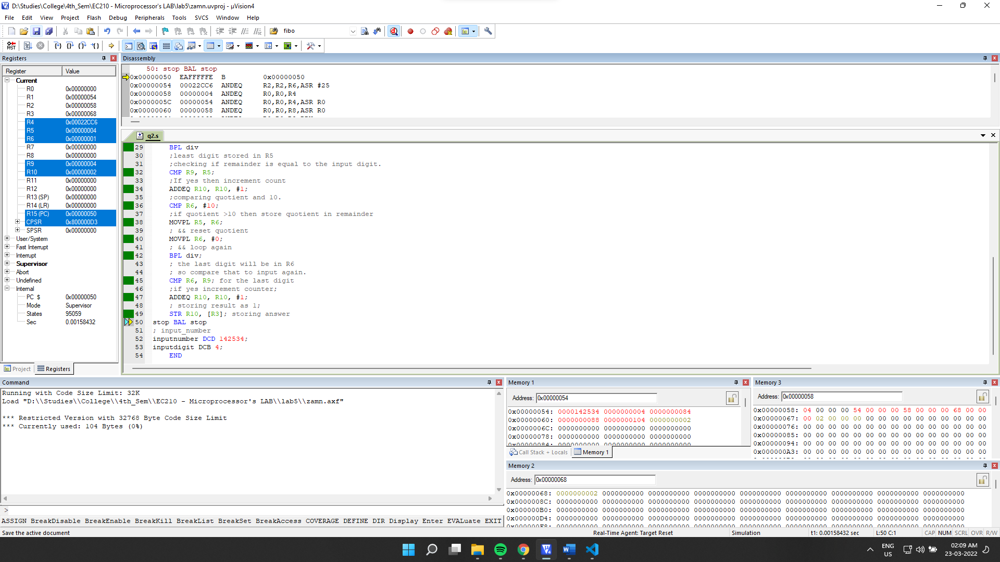 D:\Studies\College\4th_Sem\EC210 - Microprocessor's LAB\lab5\zamn.uvproj - µVision4
File Edit View Project Flash Debug Peripherals Tools SVCS Window Help
fibo
Registers
Register Value
Current
R0 0x00000000
R1 0x00000054
R2 0x00000058
R3 0x00000068
R4 0x00022CC6
R5 0x00000004
R6 0x00000001
R7 0x00000000
R8 0x00000000
R9 0x00000004
R10 0x00000002
R11 0x00000000
R12 0x00000000
R13 (SP) 0x00000000
R14 (LR) 0x00000000
R15 (PC) 0x00000050
CPSR 0x800000D3
SPSR 0x00000000
User/System
Fast Interrupt
Interrupt
Supervisor
Abort
Undefined
Internal
PC $ 0x00000050
Mode Supervisor
States 95059
Sec 0.00158432
Project Registers
Disassembly
50: stop BAL stop
0x00000050 EAFFFFFE B 0x00000050
0x00000054 00022CC6 ANDEQ R2,R2,R6,ASR #25
0x00000058 00000004 ANDEQ R0,R0,R4
0x0000005C 00000054 ANDEQ R0,R0,R4,ASR R0
0x00000060 00000058 ANDEQ R0,R0,R8,ASR R0
q2.s
29 BPL div
30 ;least digit stored in R5
31 ;checking if remainder is equal to the input digit.
32 CMP R9, R5;
33 ;If yes then increment count
34 ADDEQ R10, R10, #1;
35 ;comparing quotient and 10.
36 CMP R6, #10;
37 ;if quotient >10 then store quotient in remainder
38 MOVPL R5, R6;
39 ; && reset quotient
40 MOVPL R6, #0;
41 ; && loop again
42 BPL div;
43 ; the last digit will be in R6
44 ; so compare that to input again.
45 CMP R6, R9; for the last digit
46 ;if yes increment counter;
47 ADDEQ R10, R10, #1;
48 ; storing result as 1;
49 STR R10, [R3]; storing answer
50 stop BAL stop
51 ; input_number
52 inputnumber DCD 142534;
53 inputdigit DCB 4;
54 END
Command
Running with Code Size Limit: 32K
Load "D:\\Studies\\College\\4th_Sem\\EC210 - Microprocessor's LAB\\lab5\\zamn.axf"
*** Restricted Version with 32768 Byte Code Size Limit
*** Currently used: 104 Bytes (0%)
>
ASSIGN BreakDisable BreakEnable BreakKill BreakList BreakSet BreakAccess COVERAGE DEFINE DIR Display Enter EVALuate EXIT
Memory 1
Address: 0x00000054
0x00000054: 0000142534 0000000004 0000000084
0x00000060: 0000000088 0000000104 0000000002
0x0000006C: 0000000000 0000000000 0000000000
0x00000078: 0000000000 0000000000 0000000000
0x00000084: 0000000000 0000000000 0000000000
Call Stack + Locals Memory 1
Memory 3
Address: 0x00000058
0x00000058: 04 00 00 00 54 00 00 00 58 00 00 00 68 00 00
0x00000067: 00 02 00 00 00 00 00 00 00 00 00 00 00 00 00
0x00000076: 00 00 00 00 00 00 00 00 00 00 00 00 00 00 00
0x00000085: 00 00 00 00 00 00 00 00 00 00 00 00 00 00 00
0x00000094: 00 00 00 00 00 00 00 00 00 00 00 00 00 00 00
0x000000A3: 00 00 00 00 00 00 00 00 00 00 00 00 00 00 00
Memory 2
Address: 0x00000068
0x00000068: 0000000002 0000000000 0000000000 0000000000 0000000000 0000000000 0000000000 0000000000 0000000000
0x0000008C: 0000000000 0000000000 0000000000 0000000000 0000000000 0000000000 0000000000 0000000000 0000000000
0x000000B0: 0000000000 0000000000 0000000000 0000000000 0000000000 0000000000 0000000000 0000000000 0000000000
0x000000D4: 0000000000 0000000000 0000000000 0000000000 0000000000 0000000000 0000000000 0000000000 0000000000
0x000000F8: 0000000000 0000000000 0000000000 0000000000 0000000000 0000000000 0000000000 0000000000 0000000000
Save the active document Real-Time Agent: Target Reset Simulation t1: 0.00158432 sec L:50 C:1 CAP NUM SCRL OVR R/W
ENG
US
02:09 AM
23-03-2022